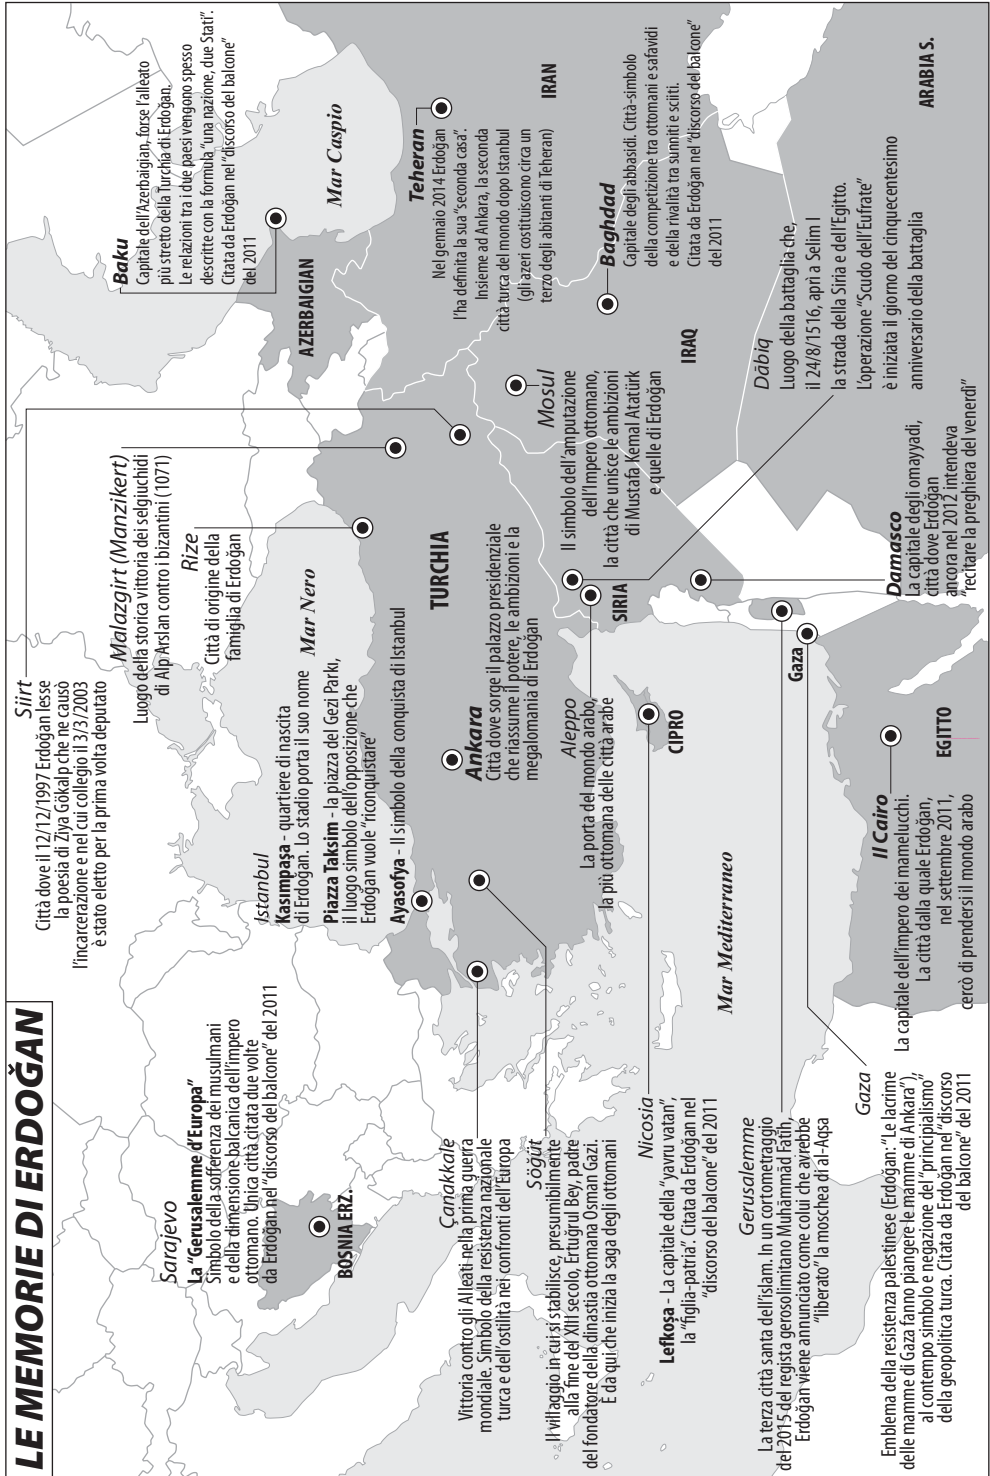 LE MEMORIE DI ERDOĞAN
Sarajevo
La "Gerusalemme d'Europa"
Simbolo della sofferenza dei musulmani
e della dimensione balcanica dell'impero
ottomano. Unica città citata due volte
da Erdoğan nel "discorso del balcone" del 2011
BOSNIA ERZ.
Siirt
Città dove il 12/12/1997 Erdoğan lesse
la poesia di Ziya Gökalp che ne causò
l'incarcerazione e nel cui collegio il 3/3/2003
è stato eletto per la prima volta deputato
Malazgirt (Manzikert)
Luogo della storica vittoria dei selgiuchidi
di Alp Arslan contro i bizantini (1071)
Rize
Città di origine della
famiglia di Erdoğan
Baku
Capitale dell'Azerbaigian, forse l'alleato
più stretto della Turchia di Erdoğan.
Le relazioni tra i due paesi vengono spesso
descritte con la formula "una nazione, due Stati".
Citata da Erdoğan nel "discorso del balcone"
del 2011
AZERBAIGIAN
Mar Caspio
Istanbul
Kasımpaşa - quartiere di nascita
di Erdoğan. Lo stadio porta il suo nome
Piazza Taksim - la piazza del Gezi Parkı,
il luogo simbolo dell'opposizione che
Erdoğan vuole "riconquistare"
Ayasofya - Il simbolo della conquista di Istanbul
Mar Nero
TURCHIA
Teheran
Nel gennaio 2014 Erdoğan
l'ha definita la sua "seconda casa".
Insieme ad Ankara, la seconda
città turca del mondo dopo Istanbul
(gli azeri costituiscono circa un
terzo degli abitanti di Teheran)
IRAN
Çanakkale
Vittoria contro gli Alleati nella prima guerra
mondiale. Simbolo della resistenza nazionale
turca e dell'ostilità nei confronti dell'Europa
Söğüt
Il villaggio in cui si stabilisce, presumibilmente
alla fine del XIII secolo, Ertuğrul Bey, padre
del fondatore della dinastia ottomana Osman Gazi.
È da qui che inizia la saga degli ottomani
Ankara
Città dove sorge il palazzo presidenziale
che riassume il potere, le ambizioni e la
megalomania di Erdoğan
Mosul
Il simbolo dell'amputazione
dell'Impero ottomano,
la città che unisce le ambizioni
di Mustafa Kemal Atatürk
e quelle di Erdoğan
Baghdad
Capitale degli abbasidi. Città-simbolo
della competizione tra ottomani e safavidi
e della rivalità tra sunniti e sciiti.
Citata da Erdoğan nel "discorso del balcone"
del 2011
IRAQ
Aleppo
La porta del mondo arabo,
la più ottomana delle città arabe
SIRIA
CIPRO
Nicosia
Lefkoşa - La capitale della "yavru vatan",
la "figlia-patria". Citata da Erdoğan nel
"discorso del balcone" del 2011
Mar Mediterraneo
Dābiq
Luogo della battaglia che,
il 24/8/1516, aprì a Selim I
la strada della Siria e dell'Egitto.
L'operazione "Scudo dell'Eufrate"
è iniziata il giorno del cinquecentesimo
anniversario della battaglia
ARABIA S.
Gerusalemme
La terza città santa dell'islam. In un cortometraggio
del 2015 del regista gerosolimitano Muḥammad Fātiḥ,
Erdoğan viene annunciato come colui che avrebbe
"liberato" la moschea di al-Aqsa
Gaza
Damasco
La capitale degli omayyadi,
città dove Erdoğan
ancora nel 2012 intendeva
"recitare la preghiera del venerdì"
Gaza
Emblema della resistenza palestinese (Erdoğan: "Le lacrime
delle mamme di Gaza fanno piangere le mamme di Ankara"),
al contempo simbolo e negazione del "principialismo"
della geopolitica turca. Citata da Erdoğan nel "discorso
del balcone" del 2011
Il Cairo
La capitale dell'impero dei mamelucchi.
La città dalla quale Erdoğan,
nel settembre 2011,
cercò di prendersi il mondo arabo
EGITTO